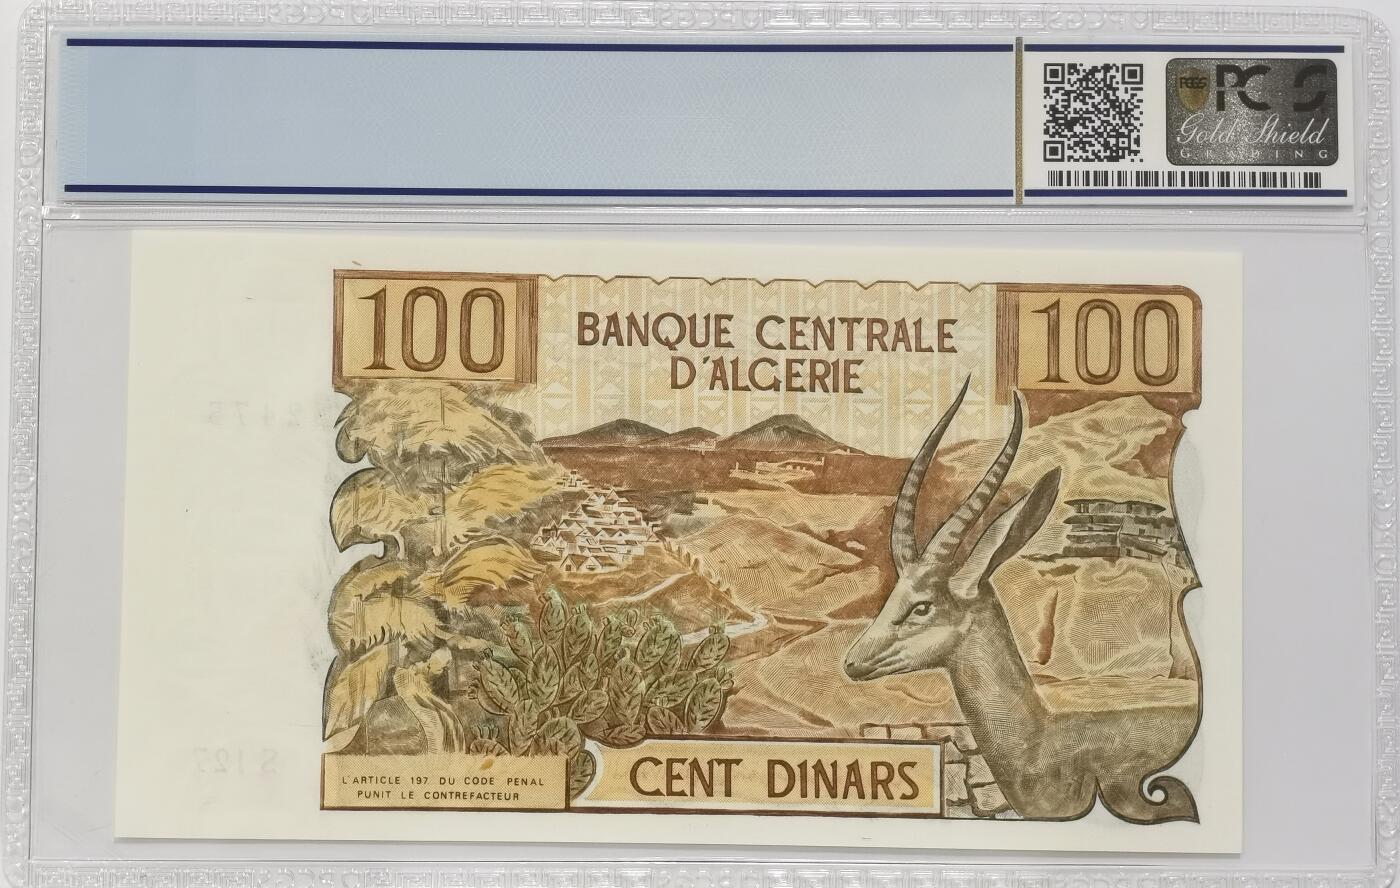 PCGS
PCGS
Gold Shield
GRADING
100
BANQUE CENTRALE
D'ALGERIE
100
L'ARTICLE 197 DU CODE PENAL
PUNIT LE CONTREFACTEUR
CENT DINARS